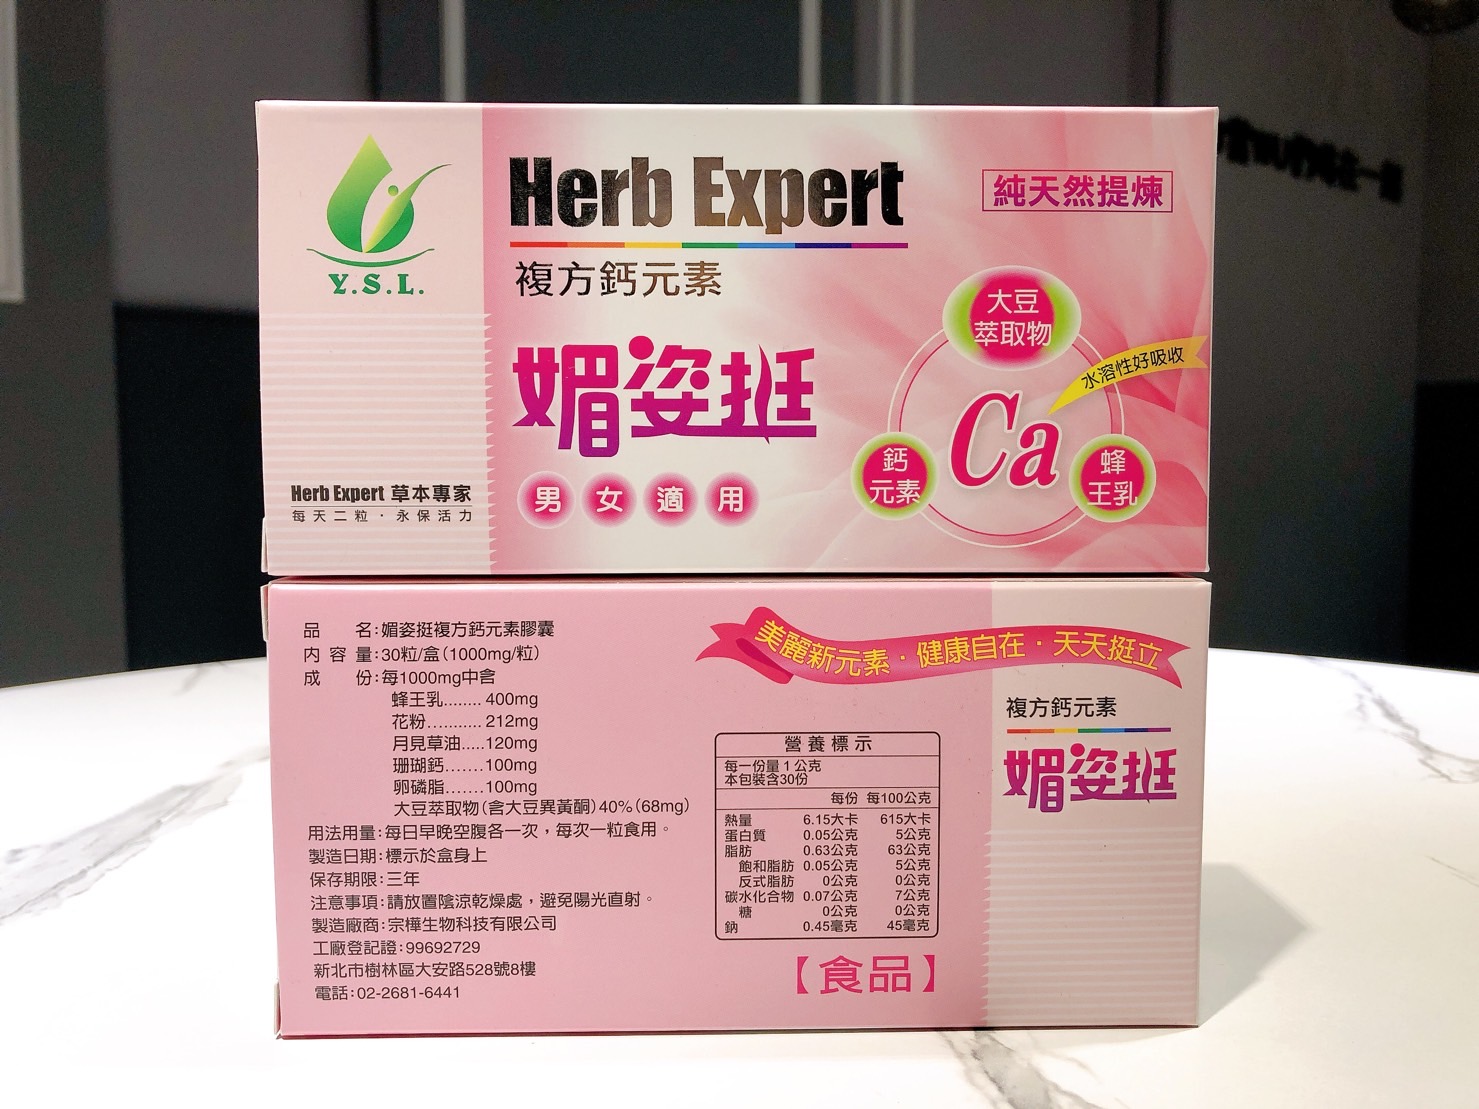 Herb Expert
純天然提煉
複方鈣元素
Y.S.L.
大豆
萃取物
水溶性好吸收
媚姿挺
Ca
鈣
元素
蜂
王乳
Herb Expert 草本專家
每天二粒・永保活力
男女適用
品　　名:媚姿挺複方鈣元素膠囊
內 容 量:30粒/盒(1000mg/粒)
成　　份:每1000mg中含
蜂王乳........ 400mg
花粉........... 212mg
月見草油.....120mg
珊瑚鈣.......100mg
卵磷脂.......100mg
大豆萃取物(含大豆異黃酮)40%(68mg)
用法用量:每日早晚空腹各一次，每次一粒食用。
製造日期:標示於盒身上
保存期限:三年
注意事項:請放置陰涼乾燥處，避免陽光直射。
製造廠商:宗樺生物科技有限公司
工廠登記證:99692729
新北市樹林區大安路528號8樓
電話:02-2681-6441
美麗新元素・健康自在・天天挺立
營養標示
每一份量1公克
本包裝含30份
每份 每100公克
熱量 6.15大卡 615大卡
蛋白質 0.05公克 5公克
脂肪 0.63公克 63公克
飽和脂肪 0.05公克 5公克
反式脂肪 0公克 0公克
碳水化合物 0.07公克 7公克
糖 0公克 0公克
鈉 0.45毫克 45毫克
【食品】
複方鈣元素
媚姿挺